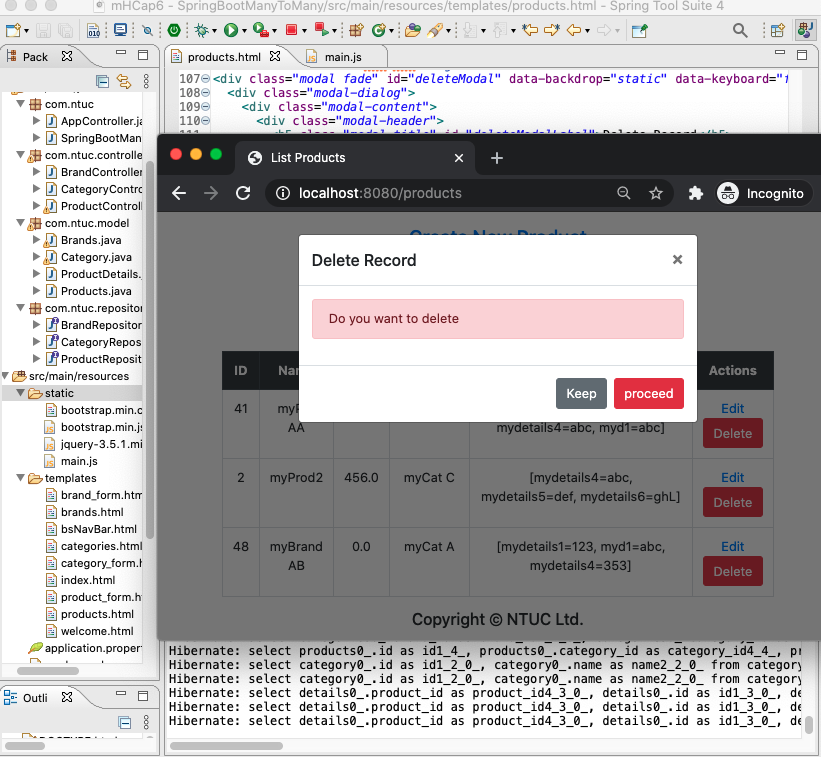 mHCap6 - SpringBootManyToMany/src/main/resources/templates/products.html - Spring Tool Suite 4
Pack
products.html
main.js
107 <div class="modal fade" id="deleteModal" data-backdrop="static" data-keyboard="f
108 <div class="modal-dialog">
109 <div class="modal-content">
110 <div class="modal-header">
com.ntuc
AppController.ja
SpringBootMan
com.ntuc.controlle
BrandController
CategoryContro
ProductControl
com.ntuc.model
Brands.java
Category.java
ProductDetails.
Products.java
com.ntuc.repositor
BrandRepositor
CategoryRepos
ProductReposit
src/main/resources
static
bootstrap.min.c
bootstrap.min.js
jquery-3.5.1.mi
main.js
templates
brand_form.htm
brands.html
bsNavBar.html
categories.html
category_form.h
index.html
product_form.h
products.html
welcome.html
application.proper
Outli
List Products
localhost:8080/products
Incognito
Create New Product
Delete Record ×
Do you want to delete
Keep proceed
ID Nam Actions
41 AA mydetails4=abc, myd1=abc] Edit
Delete
2 myProd2 456.0 myCat C [mydetails4=abc, Edit
mydetails5=def, mydetails6=ghL] Delete
48 myBrand 0.0 myCat A [mydetails1=123, myd1=abc, Edit
AB mydetails4=353] Delete
Copyright © NTUC Ltd.
Hibernate: select products0_.id as id1_4_, products0_.category_id as category_id4_4_, pr
Hibernate: select category0_.id as id1_2_0_, category0_.name as name2_2_0_ from category
Hibernate: select category0_.id as id1_2_0_, category0_.name as name2_2_0_ from category
Hibernate: select details0_.product_id as product_id4_3_0_, details0_.id as id1_3_0_, de
Hibernate: select details0_.product_id as product_id4_3_0_, details0_.id as id1_3_0_, de
Hibernate: select details0_.product_id as product_id4_3_0_, details0_.id as id1_3_0_, de